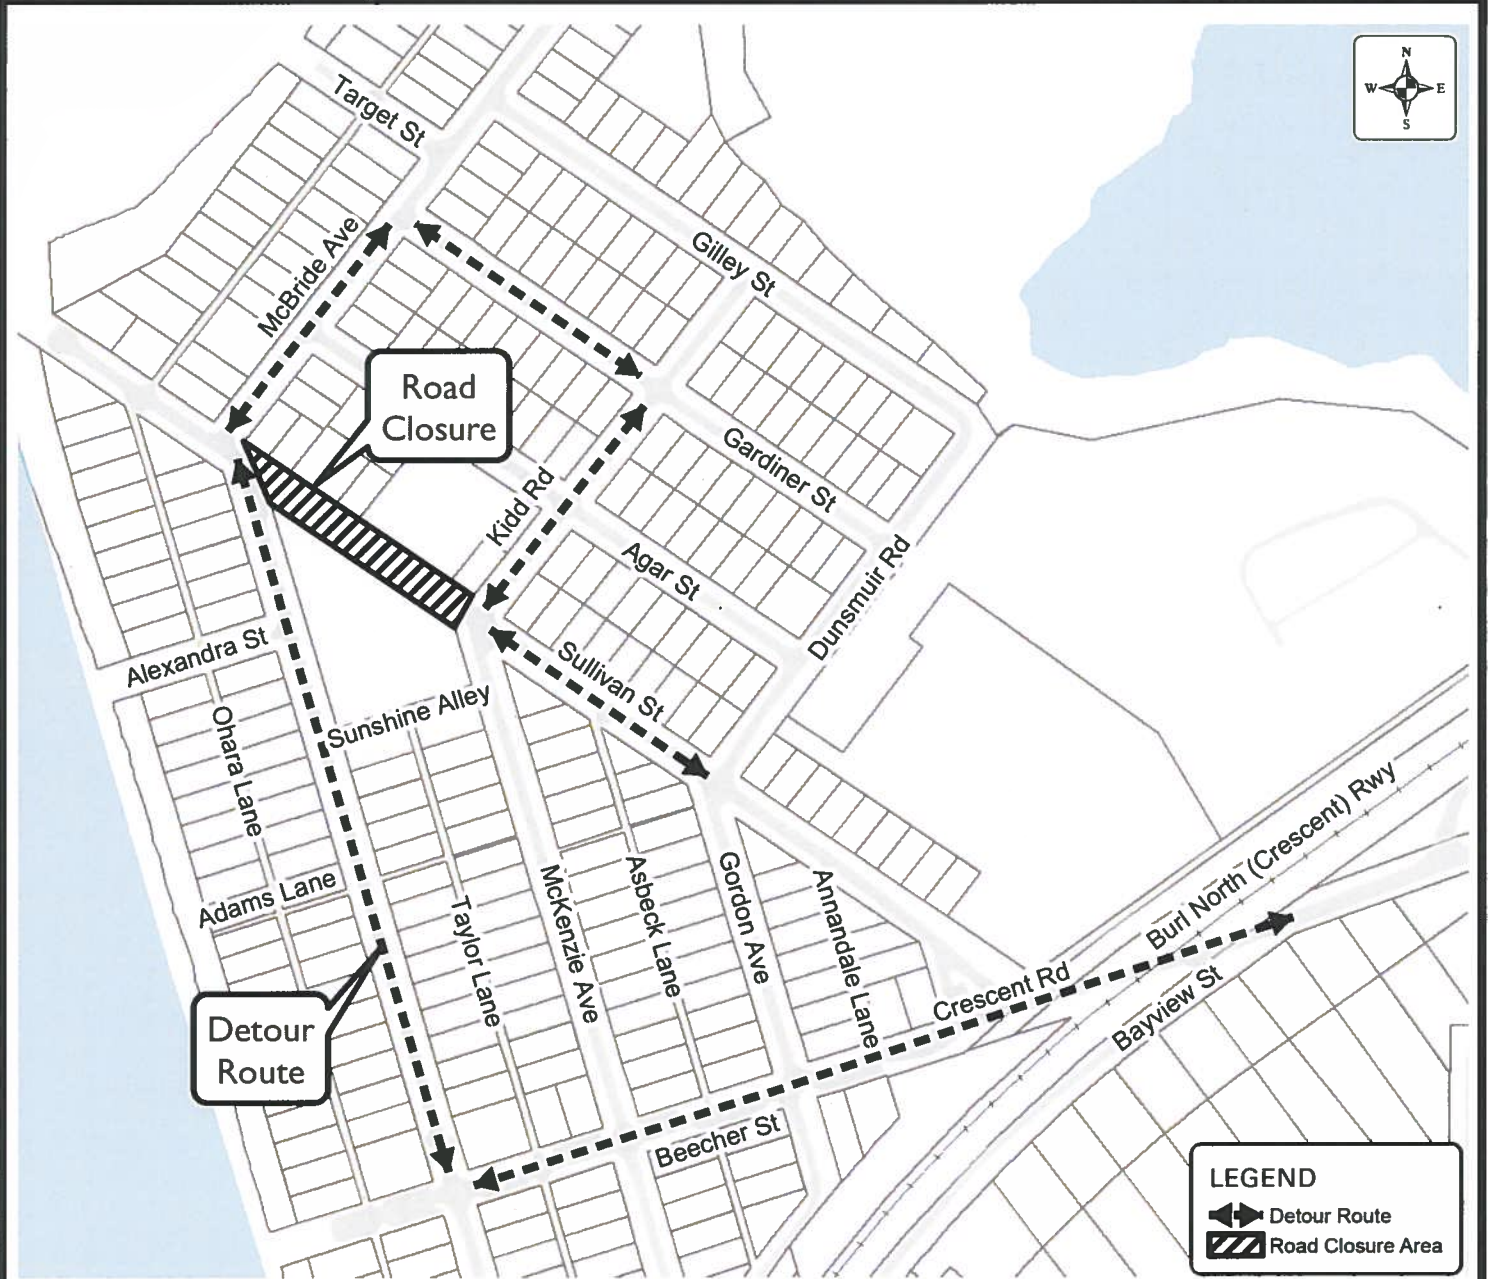 N
W E
S
Target St
McBride Ave
Gilley St
Road
Closure
Kidd Rd
Gardiner St
Agar St
Dunsmuir Rd
Alexandra St
Sullivan St
Sunshine Alley
Ohara Lane
Adams Lane
Taylor Lane
McKenzie Ave
Asbeck Lane
Gordon Ave
Annandale Lane
Burl North (Crescent) Rwy
Crescent Rd
Bayview St
Detour
Route
Beecher St
LEGEND
Detour Route
Road Closure Area